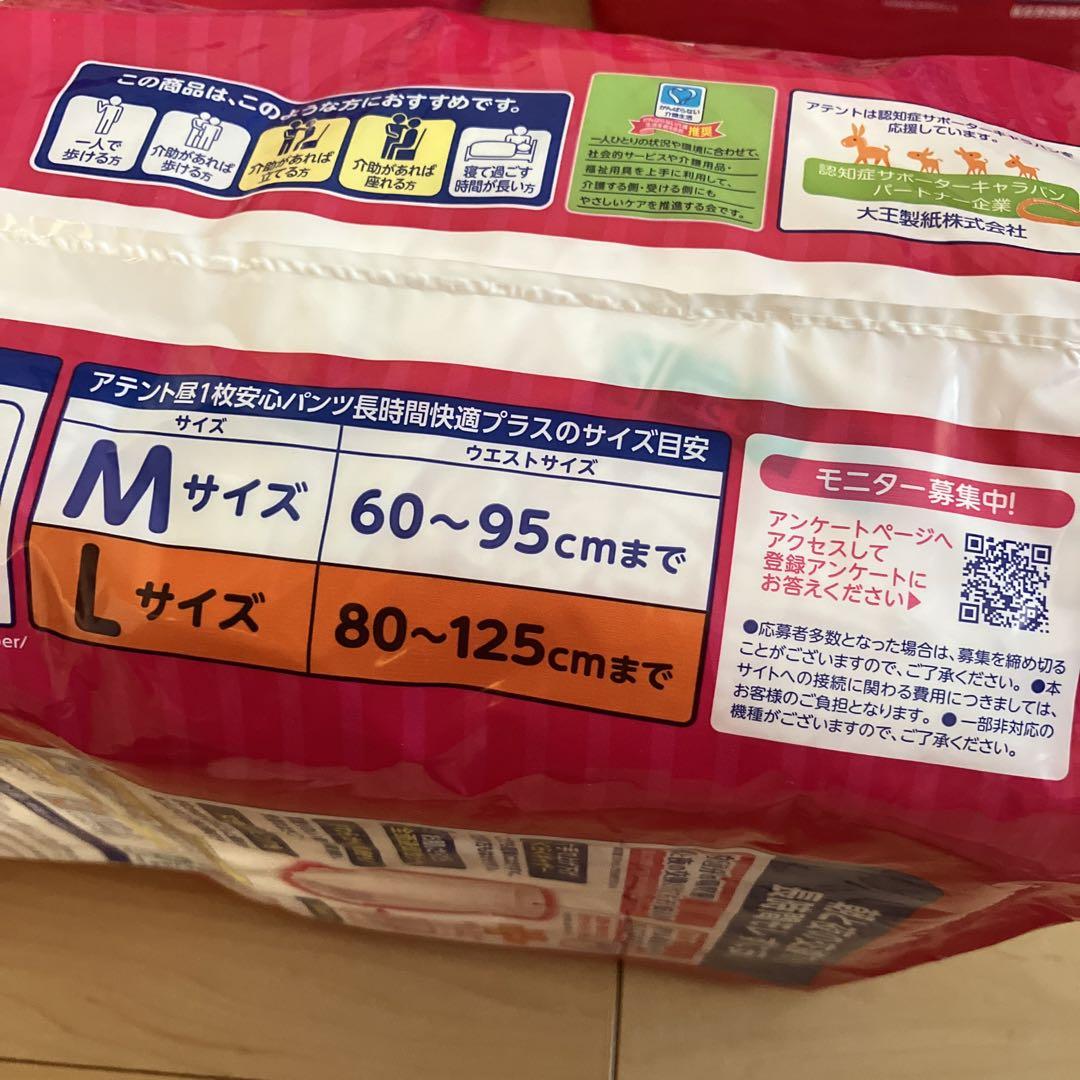 この商品は、このような方におすすめです。
一人で
歩ける方
介助があれば
歩ける方
介助があれば
立てる方
介助があれば
座れる方
寝て過ごす
時間が長い方
がんばらない
介護生活
推奨
一人ひとりの状況や環境に合わせて、
社会的サービスや介護用品・
福祉用具を上手に利用して、
介護する側・受ける側にも
やさしいケアを推進する会です。
アテントは認知症サポーターキャラバンを
応援しています。
認知症サポーターキャラバン
パートナー企業
大王製紙株式会社
アテント昼1枚安心パンツ長時間快適プラスのサイズ目安
サイズ
ウエストサイズ
Mサイズ
60～95cmまで
Lサイズ
80～125cmまで
モニター募集中!
アンケートページへ
アクセスして
登録アンケートに
お答えください▶
●応募者多数となった場合は、募集を締め切る
ことがございますので、ご了承ください。 ●本
サイトへの接続に関わる費用につきましては、
お客様のご負担となります。 ●一部非対応の
機種がございますので、ご了承ください。
ber/